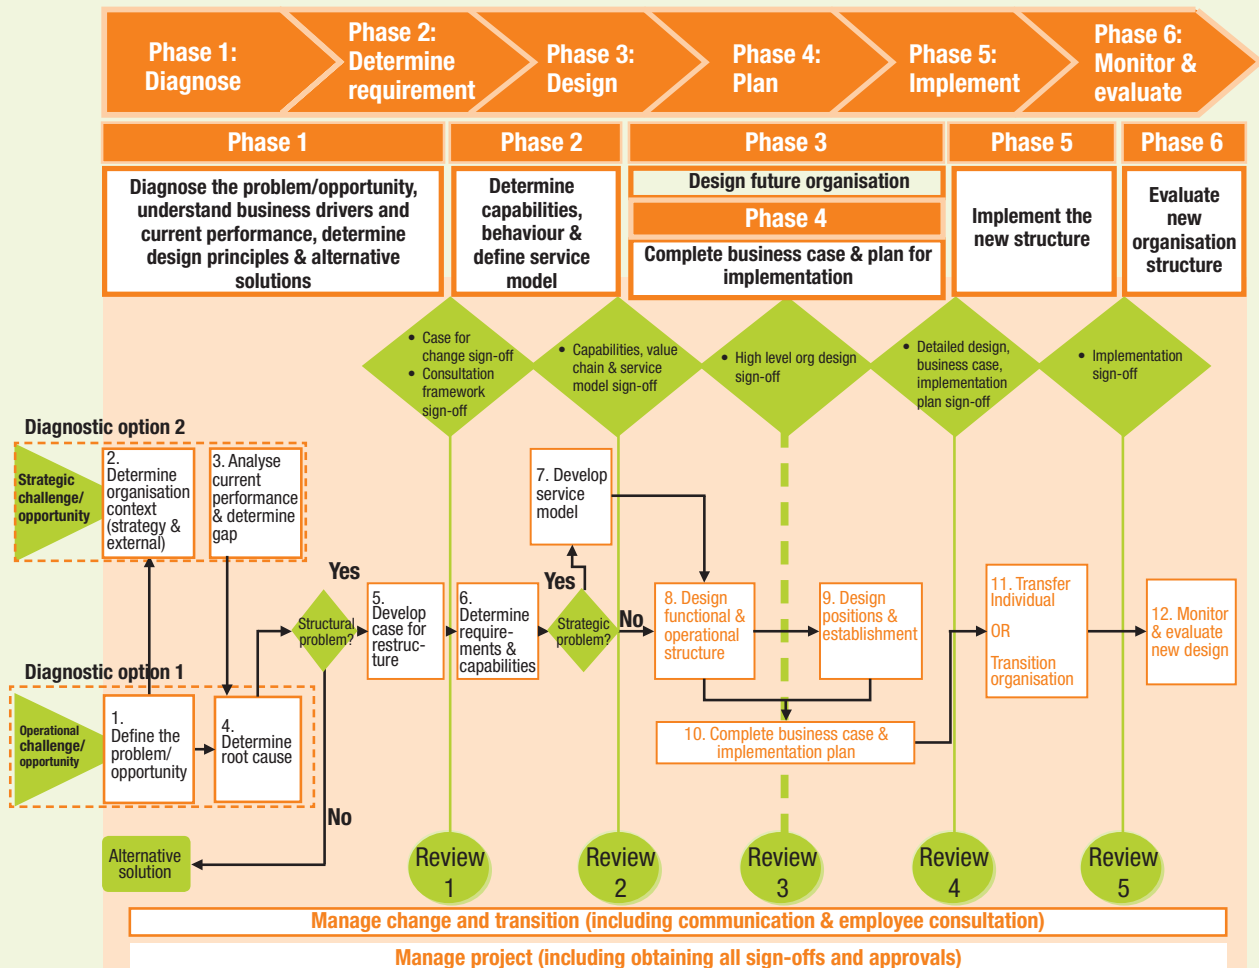 Phase 1:
Diagnose
Phase 2:
Determine
requirement
Phase 3:
Design
Phase 4:
Plan
Phase 5:
Implement
Phase 6:
Monitor &
evaluate
Phase 1
Phase 2
Phase 3
Phase 5
Phase 6
Diagnose the problem/opportunity,
understand business drivers and
current performance, determine
design principles & alternative
solutions
Determine
capabilities,
behaviour &
define service
model
Design future organisation
Phase 4
Complete business case & plan for
implementation
Implement the
new structure
Evaluate
new
organisation
structure
• Case for
change sign-off
• Consultation
framework
sign-off
• Capabilities, value
chain & service
model sign-off
• High level org design
sign-off
• Detailed design,
business case,
implementation
plan sign-off
• Implementation
sign-off
Diagnostic option 2
Strategic
challenge/
opportunity
2.
Determine
organisation
context
(strategy &
external)
3. Analyse
current
performance
& determine
gap
7. Develop
service
model
Yes
Structural
problem?
5.
Develop
case for
restruc-
ture
6.
Determine
require-
ments &
capabilities
Yes
Strategic
problem?
No
8. Design
functional &
operational
structure
9. Design
positions &
establishment
11. Transfer
Individual
OR
Transition
organisation
12. Monitor
& evaluate
new design
Diagnostic option 1
Operational
challenge/
opportunity
1.
Define the
problem/
opportunity
4.
Determine
root cause
10. Complete business case &
implementation plan
No
Alternative
solution
Review
1
Review
2
Review
3
Review
4
Review
5
Manage change and transition (including communication & employee consultation)
Manage project (including obtaining all sign-offs and approvals)